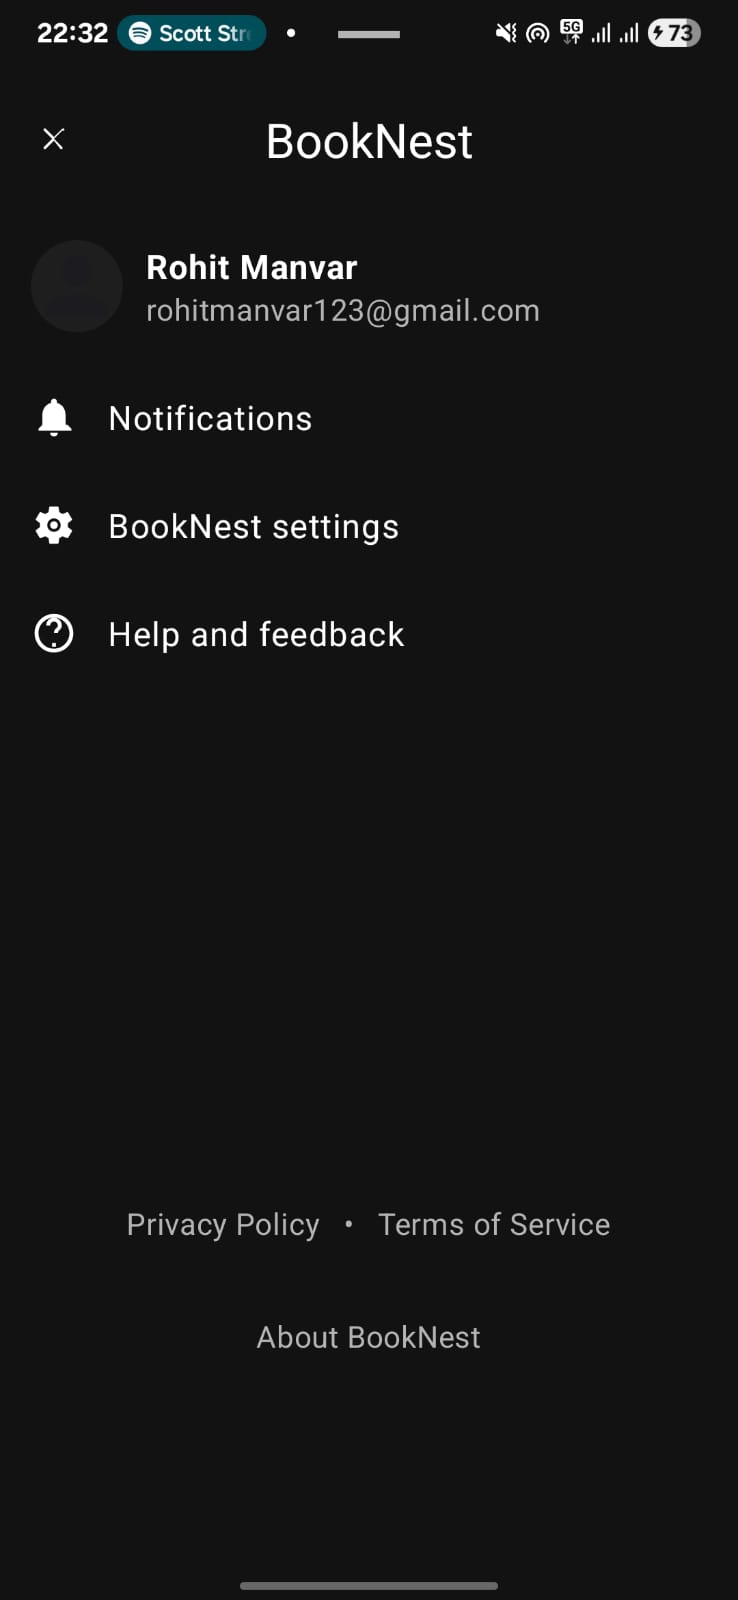 22:32 Scott Str 5G 73
BookNest
Rohit Manvar
rohitmanvar123@gmail.com
Notifications
BookNest settings
Help and feedback
Privacy Policy • Terms of Service
About BookNest